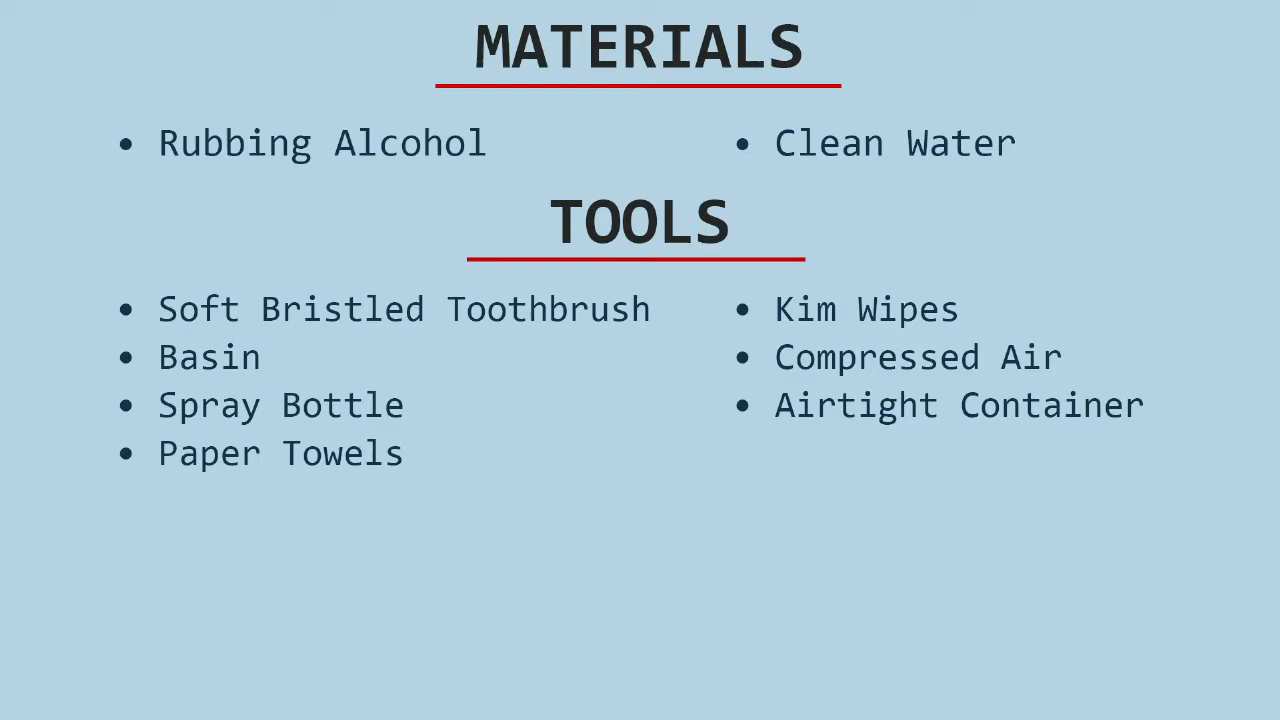 MATERIALS
• Rubbing Alcohol
• Clean Water
TOOLS
• Soft Bristled Toothbrush
• Basin
• Spray Bottle
• Paper Towels
• Kim Wipes
• Compressed Air
• Airtight Container